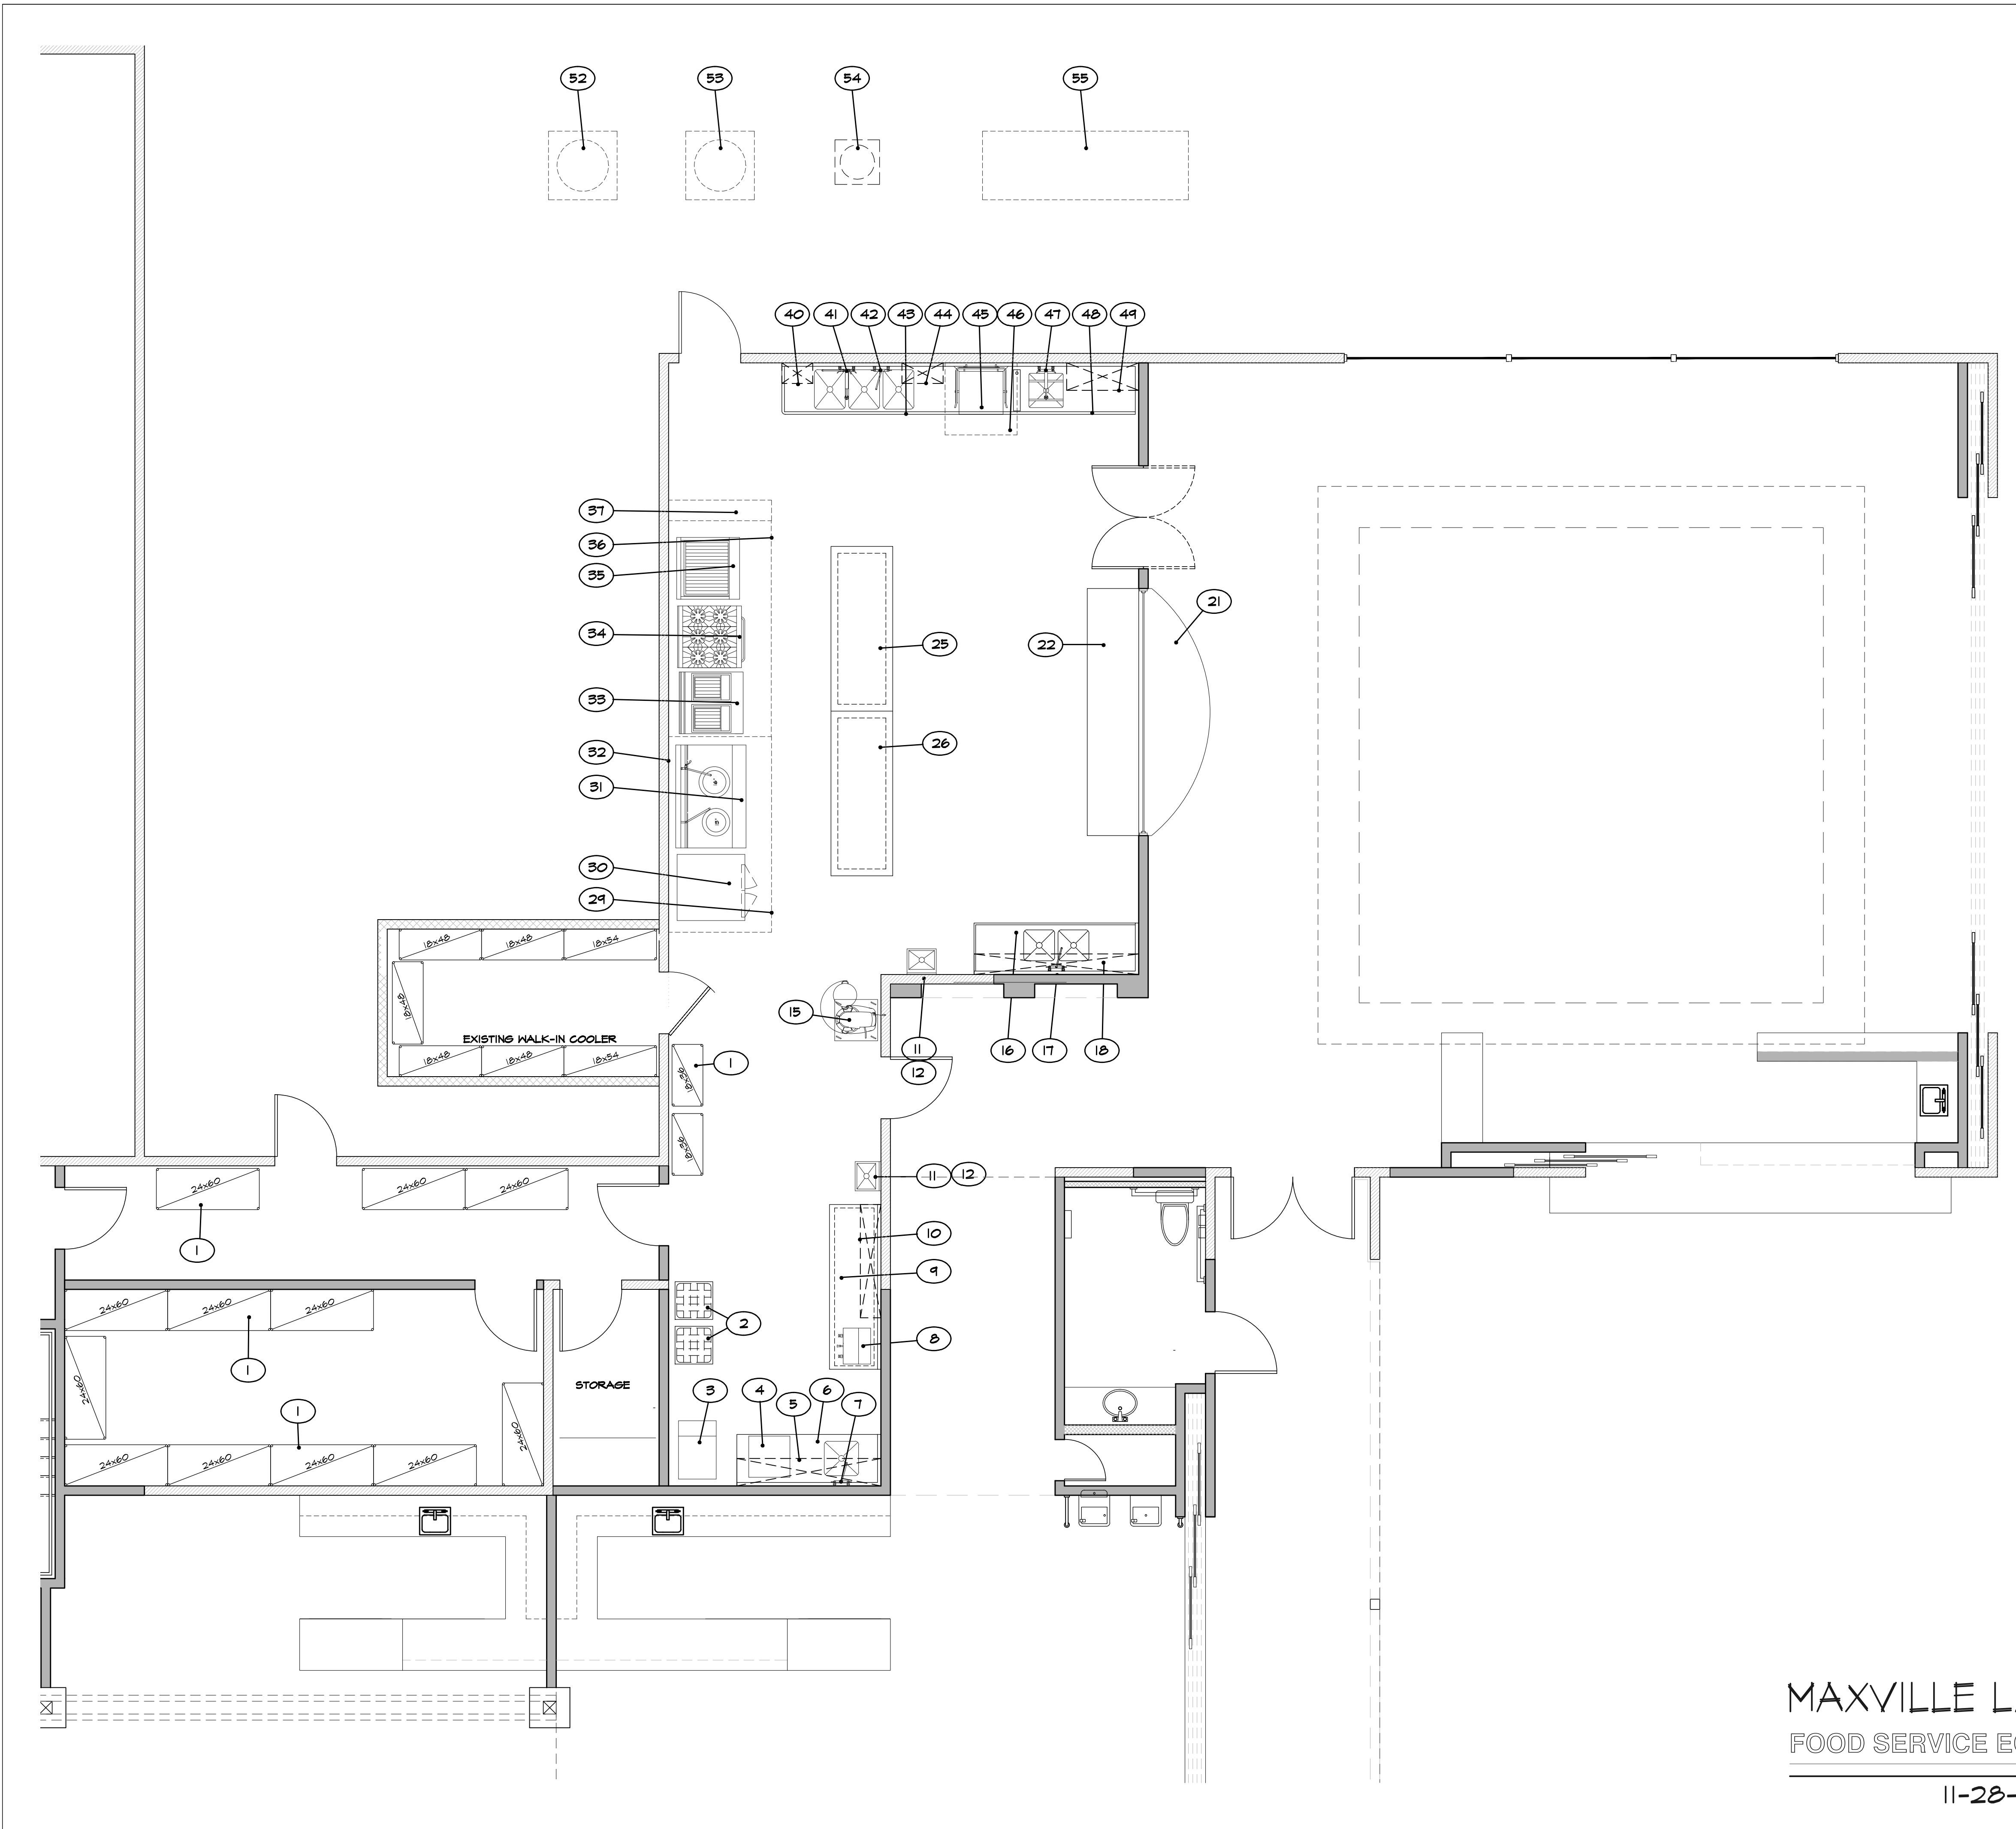 52 53 54 55
40 41 42 43 44 45 46 47 48 49
37
36
35
34
33
32
31
30
29
25
26
22
21
18x48 18x48 18x54
18x48
EXISTING WALK-IN COOLER
18x48 18x48 18x54
15
11
12
16 17 18
1
18x36
18x36
11 12
24x60 24x60 24x60
1
10
9
8
2
24x60 24x60 24x60
1
24x60
STORAGE
3 4 5 6 7
1
24x60
24x60 24x60 24x60 24x60
MAXVILLE L
FOOD SERVICE E
11-28-